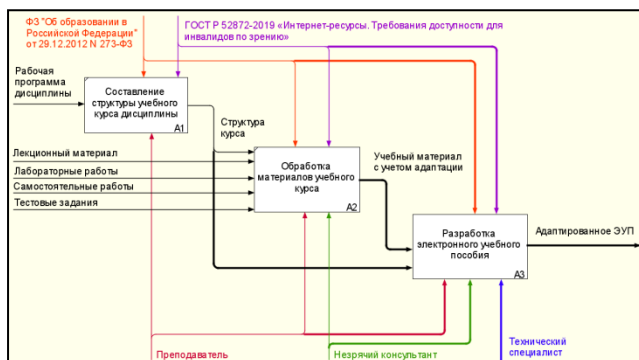 ФЗ "Об образовании в
Российской Федерации"
от 29.12.2012 N 273-ФЗ
ГОСТ Р 52872-2019 «Интернет-ресурсы. Требования доступности для
инвалидов по зрению»
Рабочая
программа
дисциплины
Составление
структуры учебного
курса дисциплины
A1
Структура
курса
Лекционный материал
Лабораторные работы
Самостоятельные работы
Тестовые задания
Обработка
материалов учебного
курса
A2
Учебный материал
с учетом адаптации
Разработка
электронного учебного
пособия
A3
Адаптированное ЭУП
Преподаватель
Незрячий консультант
Технический
специалист